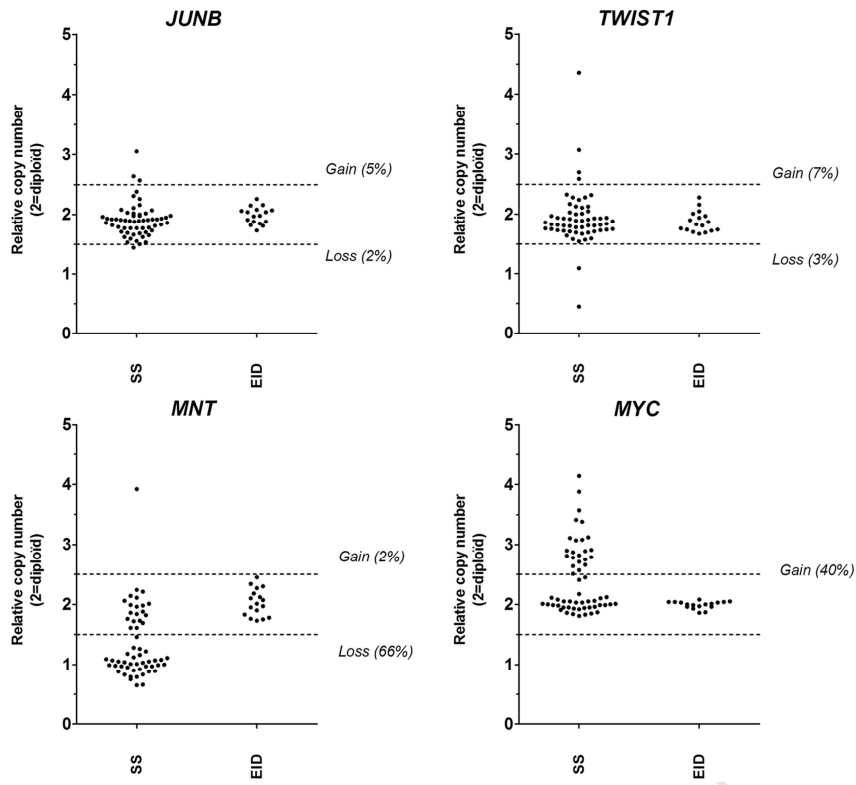 JUNB
Relative copy number
(2=diploïd)
5
4
3
2
1
0
Gain (5%)
Loss (2%)
SS
EID
TWIST1
Relative copy number
(2=diploïd)
5
4
3
2
1
0
Gain (7%)
Loss (3%)
SS
EID
MNT
Relative copy number
(2=diploïd)
5
4
3
2
1
0
Gain (2%)
Loss (66%)
SS
EID
MYC
Relative copy number
(2=diploïd)
5
4
3
2
1
0
Gain (40%)
SS
EID